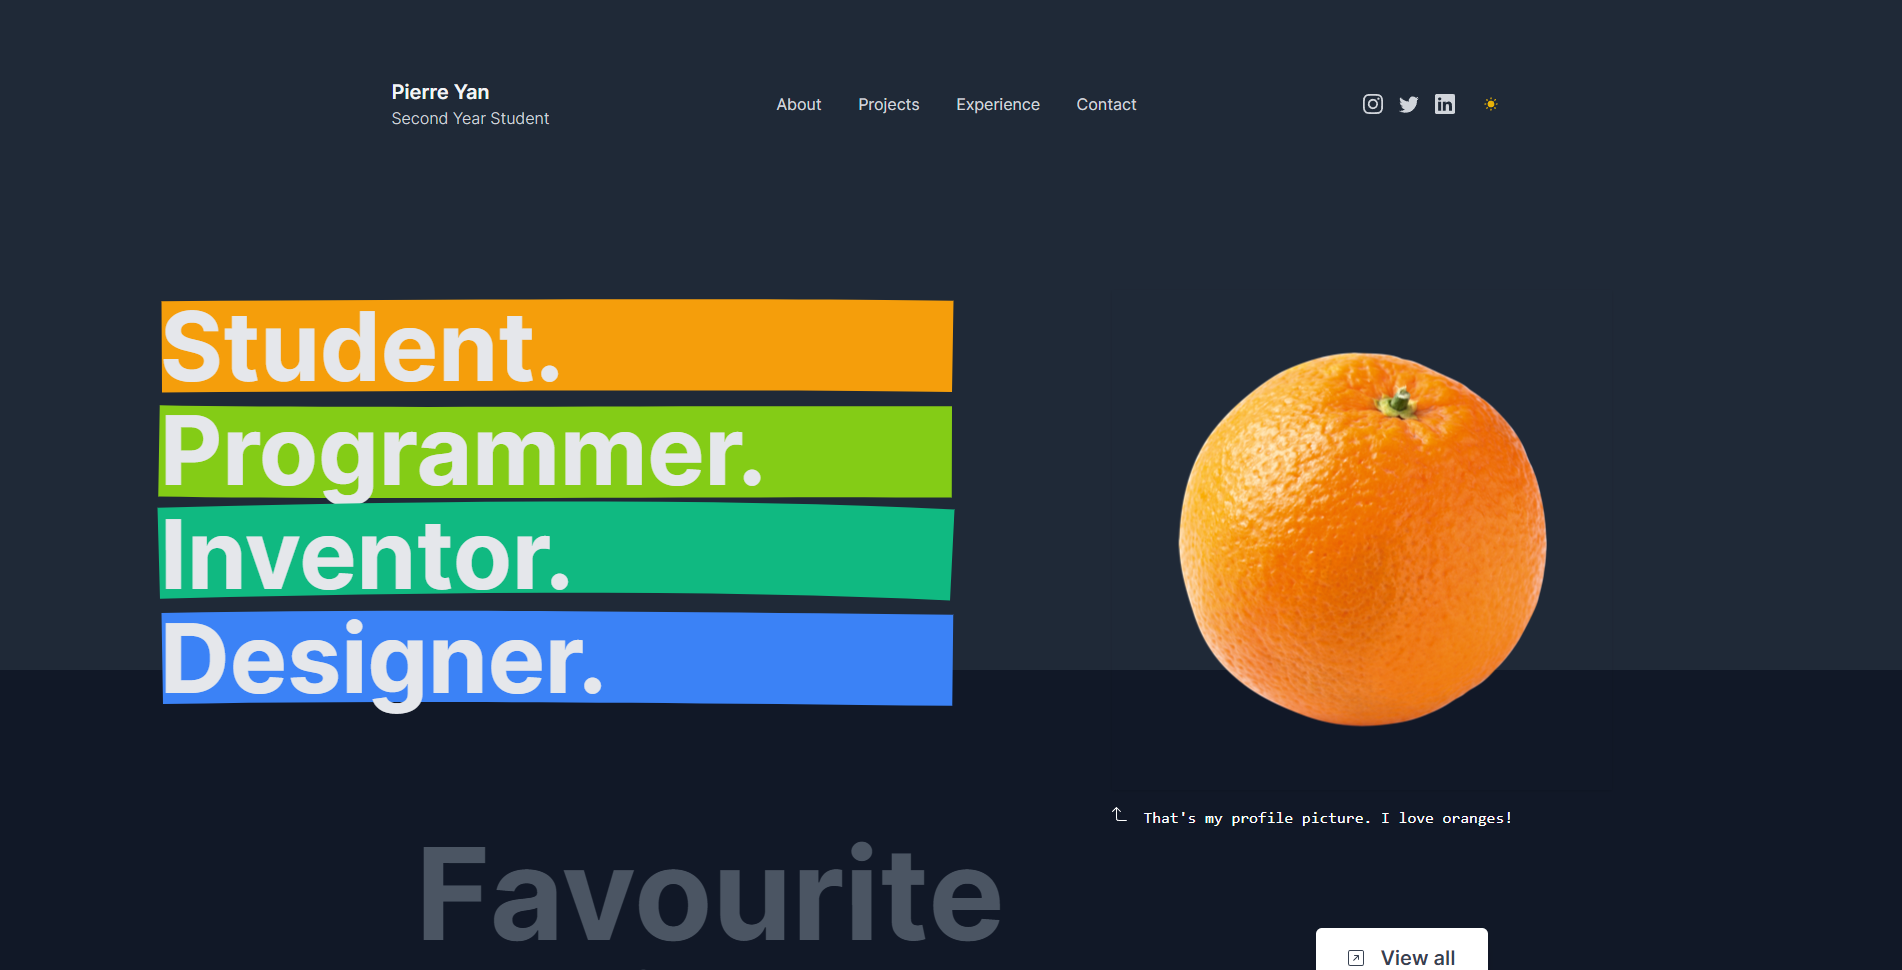 Pierre Yan
Second Year Student
About Projects Experience Contact
Student.
Programmer.
Inventor.
Designer.
That's my profile picture. I love oranges!
Favourite
View all